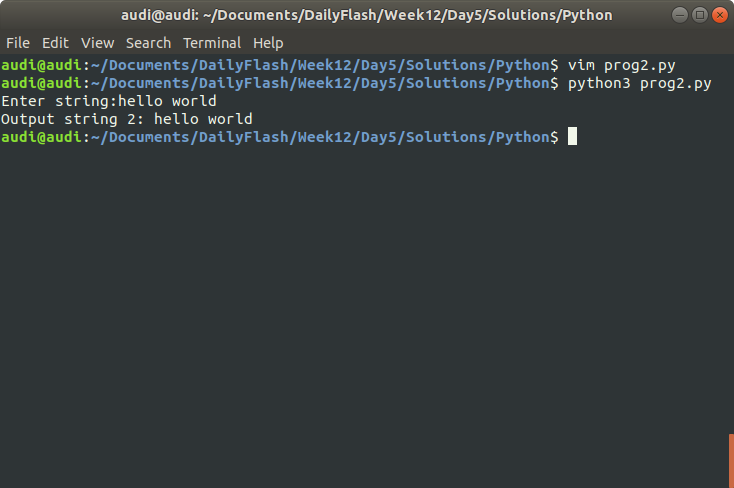 audi@audi: ~/Documents/DailyFlash/Week12/Day5/Solutions/Python
File Edit View Search Terminal Help
audi@audi:~/Documents/DailyFlash/Week12/Day5/Solutions/Python$ vim prog2.py
audi@audi:~/Documents/DailyFlash/Week12/Day5/Solutions/Python$ python3 prog2.py
Enter string:hello world
Output string 2: hello world
audi@audi:~/Documents/DailyFlash/Week12/Day5/Solutions/Python$